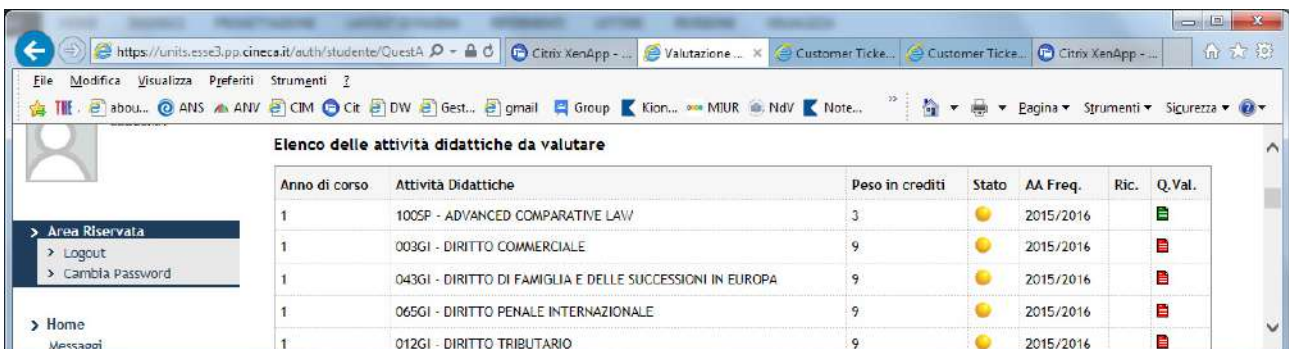 https://units.esse3.pp.cineca.it/auth/studente/QuestA
Citrix XenApp - ...
Valutazione ...
Customer Ticke...
Customer Ticke...
Citrix XenApp - ...
File Modifica Visualizza Preferiti Strumenti ?
abou... ANS ANV CIM Cit DW Gest... gmail Group Kion... MIUR NdV Note... Pagina Strumenti Sicurezza
Elenco delle attività didattiche da valutare
Anno di corso Attività Didattiche Peso in crediti Stato AA Freq. Ric. Q.Val.
1 100SP - ADVANCED COMPARATIVE LAW 3 2015/2016
1 003GI - DIRITTO COMMERCIALE 9 2015/2016
1 043GI - DIRITTO DI FAMIGLIA E DELLE SUCCESSIONI IN EUROPA 9 2015/2016
1 065GI - DIRITTO PENALE INTERNAZIONALE 9 2015/2016
1 012GI - DIRITTO TRIBUTARIO 9 2015/2016
> Area Riservata
> Logout
> Cambia Password
> Home
Messaggi